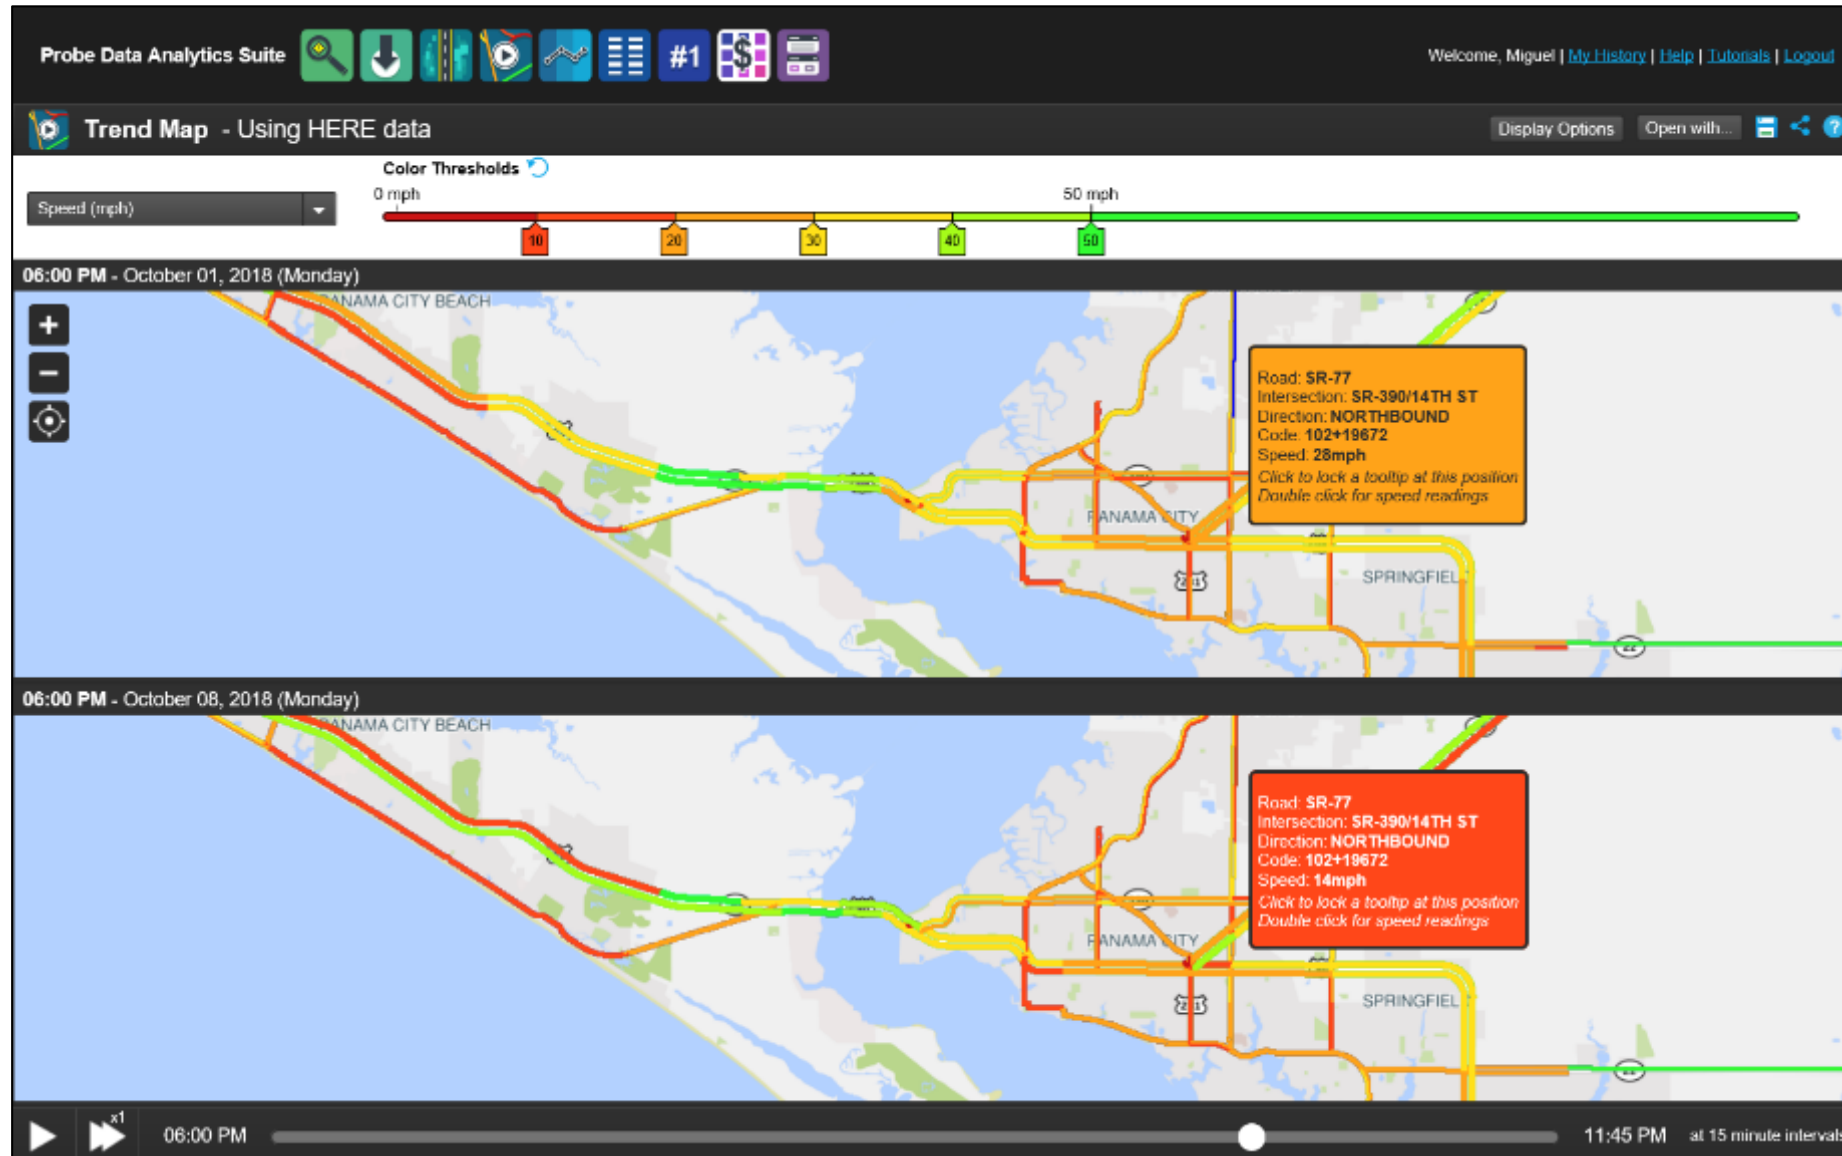 Probe Data Analytics Suite
#1
$
Welcome, Miguel | My History | Help | Tutorials | Logout
Trend Map - Using HERE data
Display Options
Open with...
?
Color Thresholds
Speed (mph)
0 mph
50 mph
10
20
30
40
50
06:00 PM - October 01, 2018 (Monday)
+
−
PANAMA CITY BEACH
Road: SR-77
Intersection: SR-390/14TH ST
Direction: NORTHBOUND
Code: 102+19672
Speed: 28mph
Click to lock a tooltip at this position
Double click for speed readings
PANAMA CITY
SPRINGFIEL
22
06:00 PM - October 08, 2018 (Monday)
PANAMA CITY BEACH
Road: SR-77
Intersection: SR-390/14TH ST
Direction: NORTHBOUND
Code: 102+19672
Speed: 14mph
Click to lock a tooltip at this position
Double click for speed readings
PANAMA CITY
SPRINGFIEL
x1
06:00 PM
11:45 PM
at 15 minute intervals